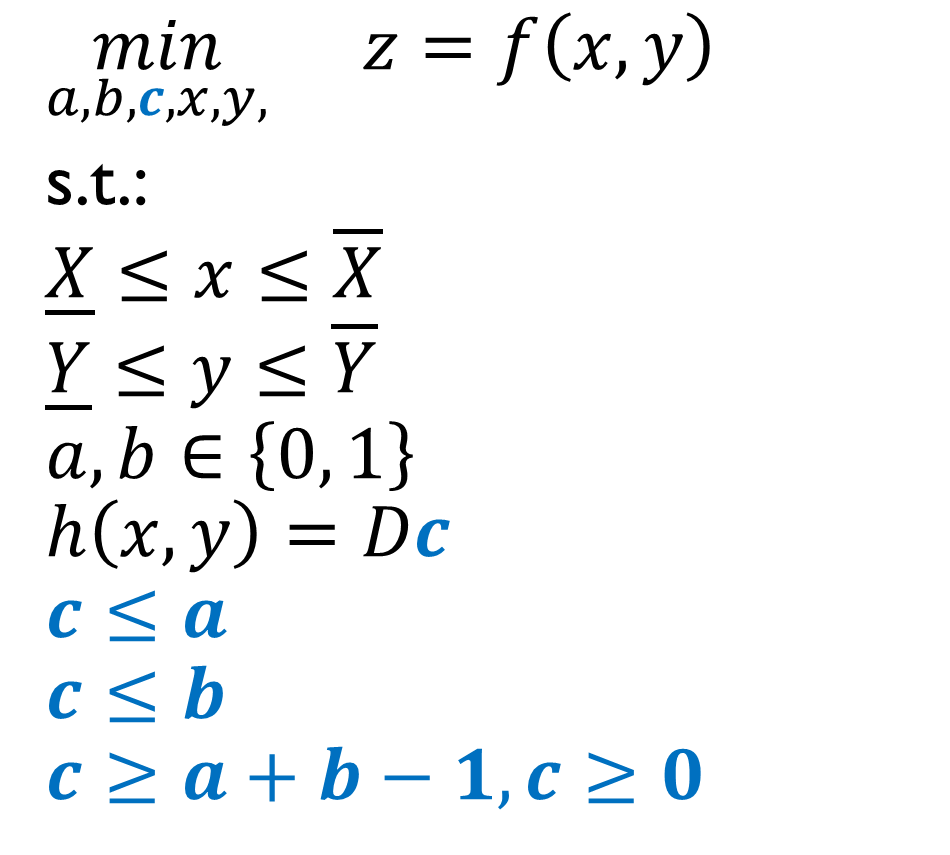 min z = f(x, y)
a,b,c,x,y,
s.t.:
X̲ ≤ x ≤ X̅
Y̲ ≤ y ≤ Y̅
a, b ∈ {0, 1}
h(x, y) = Dc
c ≤ a
c ≤ b
c ≥ a + b − 1, c ≥ 0